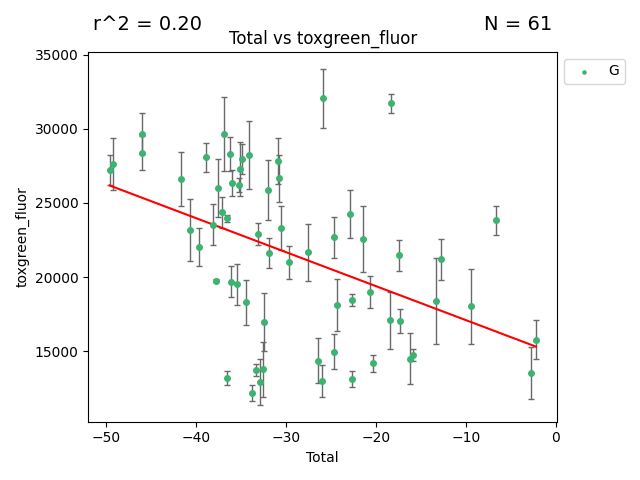 r^2 = 0.20
N = 61
Total vs toxgreen_fluor
G
toxgreen_fluor
35000
30000
25000
20000
15000
−50
−40
−30
−20
−10
0
Total